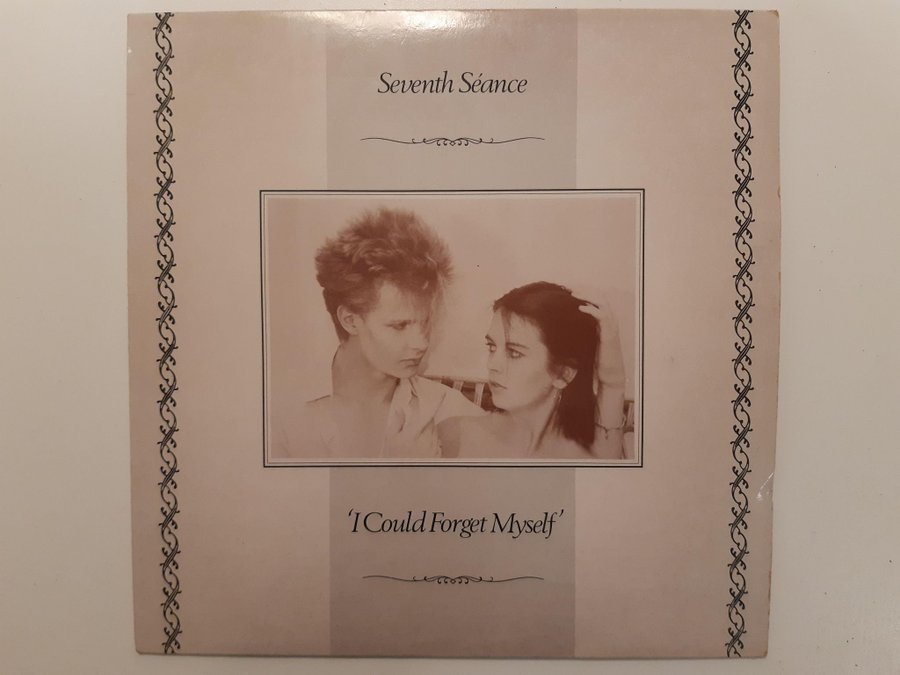 Seventh Séance
‘I Could Forget Myself’